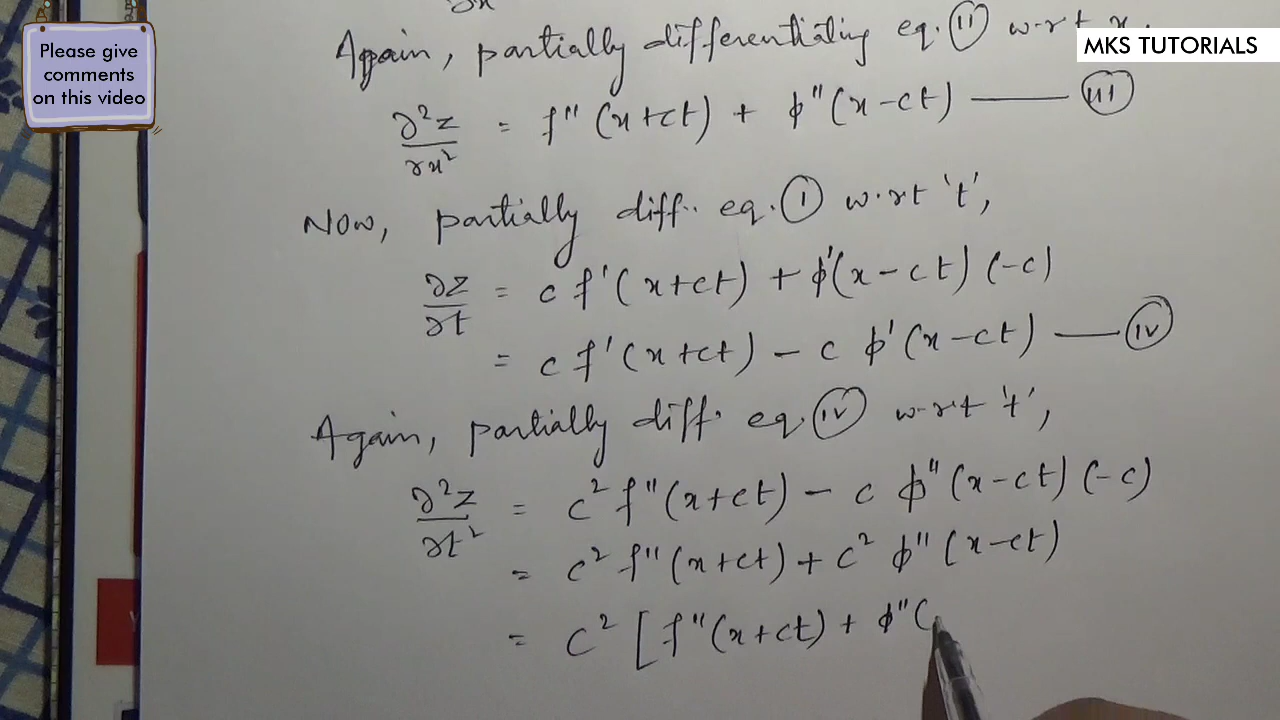 Please give
comments
on this video
MKS TUTORIALS
∂x
Again, partially differentiating eq. (II) w.r.t x.
∂²z/∂x² = f''(x+ct) + ϕ''(x-ct) —— (III)
Now, partially diff. eq. (I) w.r.t 't',
∂z/∂t = c f'(x+ct) + ϕ'(x-ct)(-c)
= c f'(x+ct) - c ϕ'(x-ct) —— (IV)
Again, partially diff. eq. (IV) w.r.t 't',
∂²z/∂t² = c² f''(x+ct) - c ϕ''(x-ct)(-c)
= c² f''(x+ct) + c² ϕ''(x-ct)
= c² [f''(x+ct) + ϕ''(